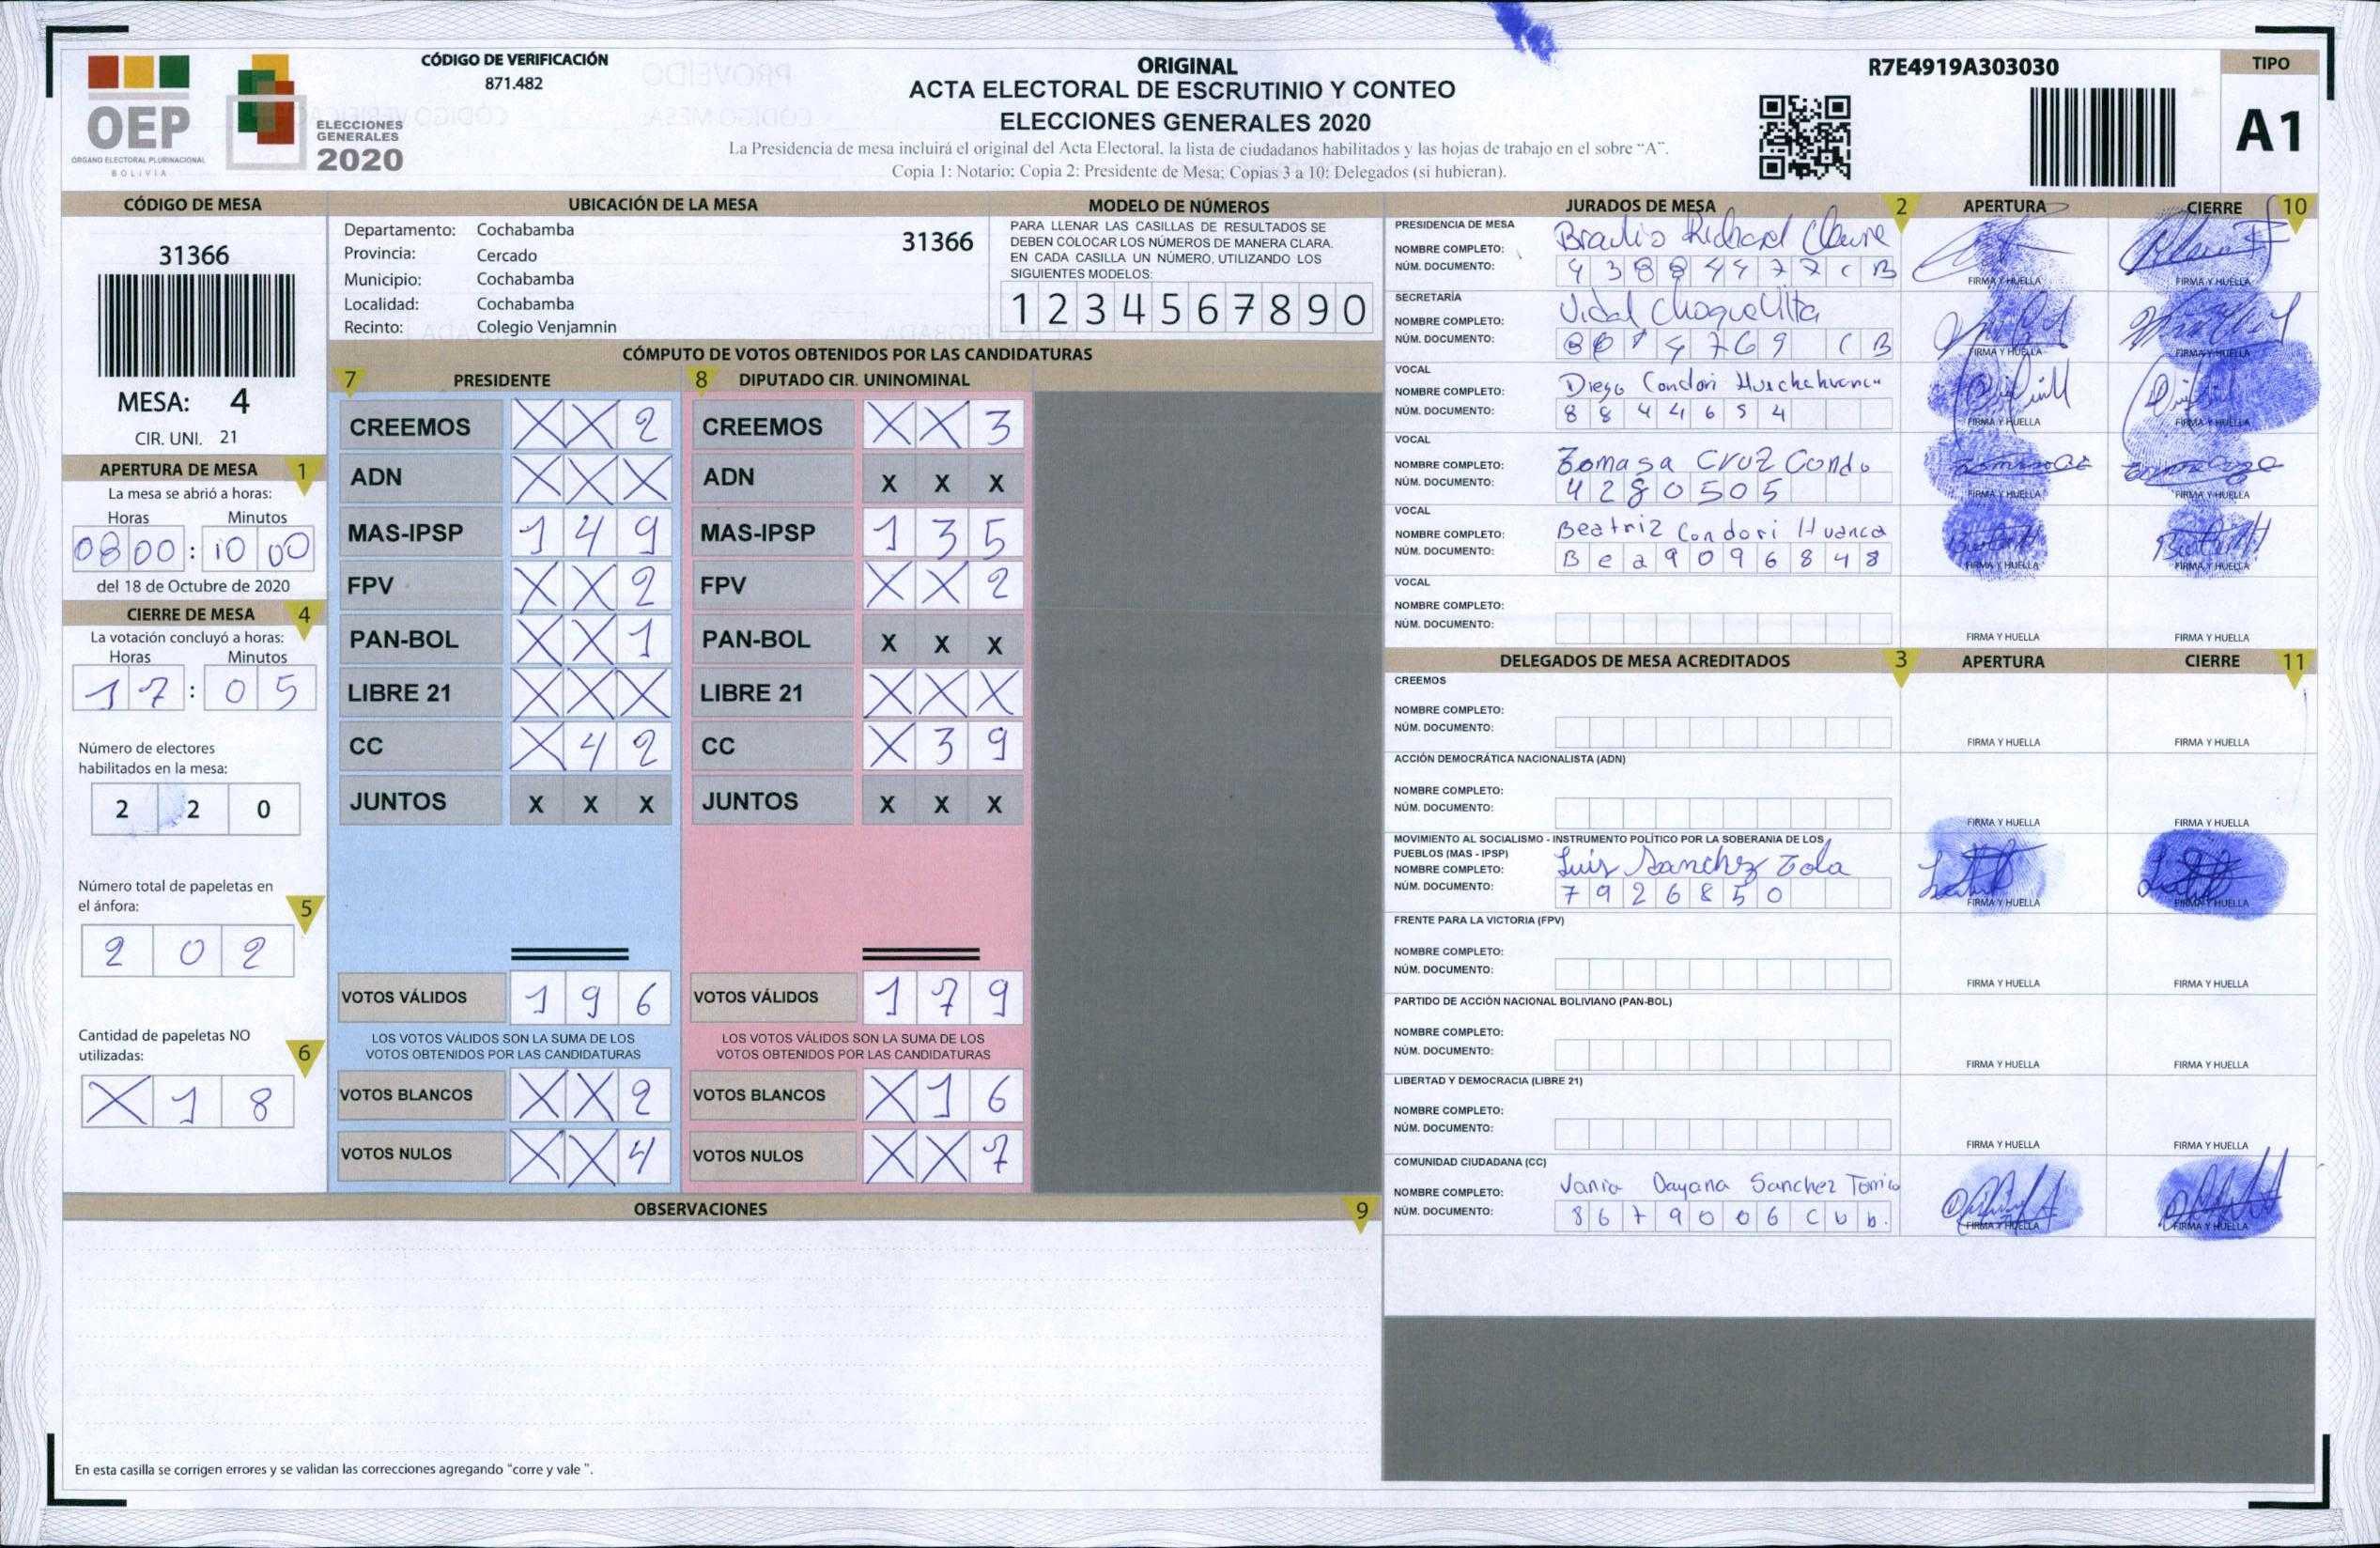 CÓDIGO DE VERIFICACIÓN
871.482
OEP
ÓRGANO ELECTORAL PLURINACIONAL
BOLIVIA
ELECCIONES
GENERALES
2020
ORIGINAL
ACTA ELECTORAL DE ESCRUTINIO Y CONTEO
ELECCIONES GENERALES 2020
La Presidencia de mesa incluirá el original del Acta Electoral, la lista de ciudadanos habilitados y las hojas de trabajo en el sobre "A".
Copia 1: Notario; Copia 2: Presidente de Mesa; Copias 3 a 10: Delegados (si hubieran).
R7E4919A303030
TIPO
A1
CÓDIGO DE MESA
31366
MESA: 4
CIR. UNI. 21
APERTURA DE MESA 1
La mesa se abrió a horas:
Horas Minutos
0800 : 10 00
del 18 de Octubre de 2020
CIERRE DE MESA 4
La votación concluyó a horas:
Horas Minutos
17 : 05
Número de electores
habilitados en la mesa:
2 2 0
Número total de papeletas en
el ánfora: 5
2 0 2
Cantidad de papeletas NO
utilizadas: 6
X 1 8
UBICACIÓN DE LA MESA
Departamento: Cochabamba 31366
Provincia: Cercado
Municipio: Cochabamba
Localidad: Cochabamba
Recinto: Colegio Venjamnin
MODELO DE NÚMEROS
PARA LLENAR LAS CASILLAS DE RESULTADOS SE
DEBEN COLOCAR LOS NÚMEROS DE MANERA CLARA.
EN CADA CASILLA UN NÚMERO, UTILIZANDO LOS
SIGUIENTES MODELOS:
1 2 3 4 5 6 7 8 9 0
CÓMPUTO DE VOTOS OBTENIDOS POR LAS CANDIDATURAS
7 PRESIDENTE
CREEMOS X X 2
ADN X X X
MAS-IPSP 1 4 9
FPV X X 2
PAN-BOL X X 1
LIBRE 21 X X X
CC X 4 2
JUNTOS X X X
VOTOS VÁLIDOS 1 9 6
LOS VOTOS VÁLIDOS SON LA SUMA DE LOS
VOTOS OBTENIDOS POR LAS CANDIDATURAS
VOTOS BLANCOS X X 2
VOTOS NULOS X X 4
8 DIPUTADO CIR. UNINOMINAL
CREEMOS X X 3
ADN X X X
MAS-IPSP 1 3 5
FPV X X 2
PAN-BOL X X X
LIBRE 21 X X X
CC X 3 9
JUNTOS X X X
VOTOS VÁLIDOS 1 7 9
LOS VOTOS VÁLIDOS SON LA SUMA DE LOS
VOTOS OBTENIDOS POR LAS CANDIDATURAS
VOTOS BLANCOS X 1 6
VOTOS NULOS X X 7
OBSERVACIONES 9
En esta casilla se corrigen errores y se validan las correcciones agregando "corre y vale ".
JURADOS DE MESA 2 APERTURA CIERRE 10
PRESIDENCIA DE MESA
NOMBRE COMPLETO: Richard Claure
NÚM. DOCUMENTO:
FIRMA Y HUELLA FIRMA Y HUELLA
SECRETARÍA
NOMBRE COMPLETO: Vidal
NÚM. DOCUMENTO:
FIRMA Y HUELLA FIRMA Y HUELLA
VOCAL
NOMBRE COMPLETO: Diego Condori
NÚM. DOCUMENTO: 8 8 4 4 6 5 4
FIRMA Y HUELLA FIRMA Y HUELLA
VOCAL
NOMBRE COMPLETO: Tomasa Cruz Condo
NÚM. DOCUMENTO: 4 2 8 0 5 0 5
FIRMA Y HUELLA FIRMA Y HUELLA
VOCAL
NOMBRE COMPLETO: Beatriz Condori Huanca
NÚM. DOCUMENTO: B e a 9 0 9 6 8 4 8
FIRMA Y HUELLA FIRMA Y HUELLA
VOCAL
NOMBRE COMPLETO:
NÚM. DOCUMENTO:
FIRMA Y HUELLA FIRMA Y HUELLA
DELEGADOS DE MESA ACREDITADOS 3 APERTURA CIERRE 11
CREEMOS
NOMBRE COMPLETO:
NÚM. DOCUMENTO:
FIRMA Y HUELLA FIRMA Y HUELLA
ACCIÓN DEMOCRÁTICA NACIONALISTA (ADN)
NOMBRE COMPLETO:
NÚM. DOCUMENTO:
FIRMA Y HUELLA FIRMA Y HUELLA
MOVIMIENTO AL SOCIALISMO - INSTRUMENTO POLÍTICO POR LA SOBERANIA DE LOS
PUEBLOS (MAS - IPSP)
NOMBRE COMPLETO: Luis Sanchez Tola
NÚM. DOCUMENTO: 7 9 2 6 8 5 0
FIRMA Y HUELLA FIRMA Y HUELLA
FRENTE PARA LA VICTORIA (FPV)
NOMBRE COMPLETO:
NÚM. DOCUMENTO:
FIRMA Y HUELLA FIRMA Y HUELLA
PARTIDO DE ACCIÓN NACIONAL BOLIVIANO (PAN-BOL)
NOMBRE COMPLETO:
NÚM. DOCUMENTO:
FIRMA Y HUELLA FIRMA Y HUELLA
LIBERTAD Y DEMOCRACIA (LIBRE 21)
NOMBRE COMPLETO:
NÚM. DOCUMENTO:
FIRMA Y HUELLA FIRMA Y HUELLA
COMUNIDAD CIUDADANA (CC)
NOMBRE COMPLETO: Vania Dayana Sanchez Torrico
NÚM. DOCUMENTO: 8 6 7 9 0 0 6 C b b.
FIRMA Y HUELLA FIRMA Y HUELLA